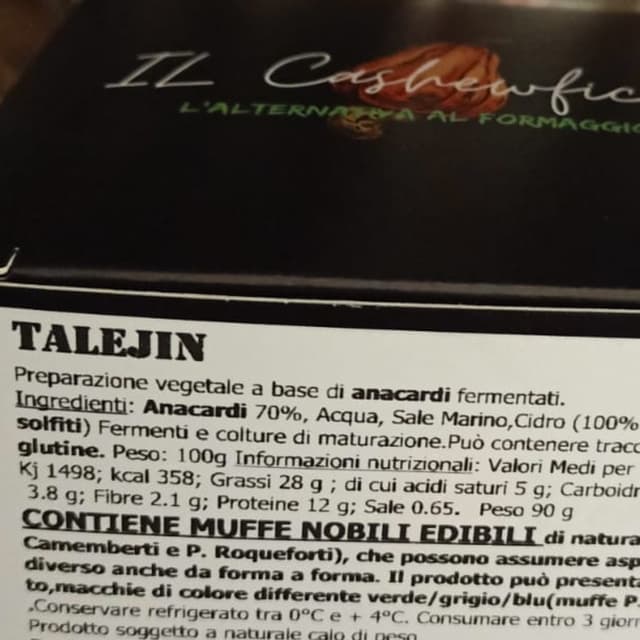 IL Cashewfic
L'ALTERNATIVA AL FORMAGGIO
TALEJIN
Preparazione vegetale a base di anacardi fermentati.
Ingredienti: Anacardi 70%, Acqua, Sale Marino,Cidro (100%
solfiti) Fermenti e colture di maturazione.Può contenere tracc
glutine. Peso: 100g Informazioni nutrizionali: Valori Medi per
Kj 1498; kcal 358; Grassi 28 g ; di cui acidi saturi 5 g; Carboidr
3.8 g; Fibre 2.1 g; Proteine 12 g; Sale 0.65. Peso 90 g
CONTIENE MUFFE NOBILI EDIBILI di natura
Camemberti e P. Roqueforti), che possono assumere asp
diverso anche da forma a forma. Il prodotto può presenta
to,macchie di colore differente verde/grigio/blu(muffe P.
,Conservare refrigerato tra 0°C e + 4°C. Consumare entro 3 gior
Prodotto soggetto a naturale calo di peso